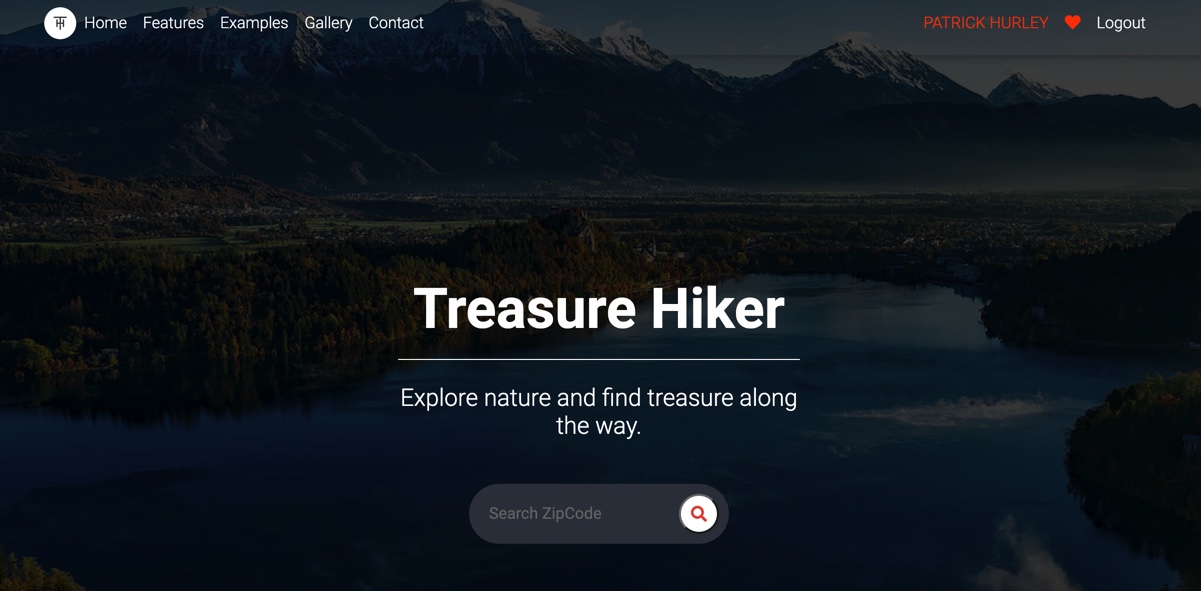 TH Home Features Examples Gallery Contact PATRICK HURLEY Logout
Treasure Hiker
Explore nature and find treasure along
the way.
Search ZipCode